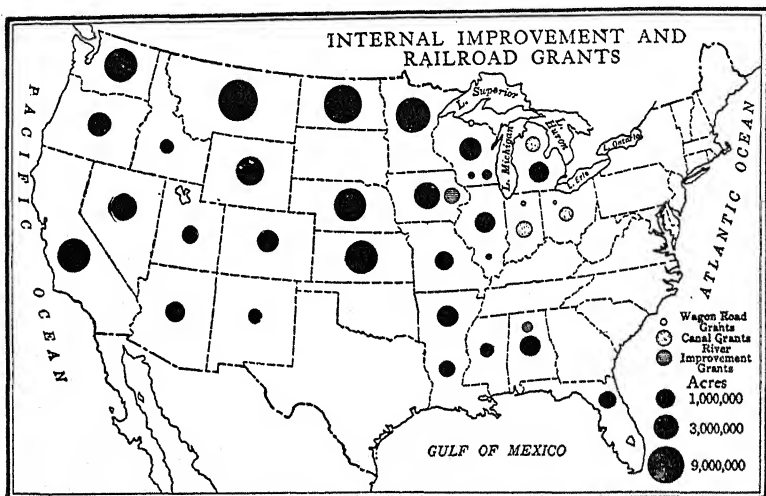 INTERNAL IMPROVEMENT AND
RAILROAD GRANTS
PACIFIC
OCEAN
L. Superior
L. Huron
L. Michigan
L. Ontario
L. Erie
ATLANTIC OCEAN
GULF OF MEXICO
Wagon Road
Grants
Canal Grants
River
Improvement
Grants
Acres
1,000,000
3,000,000
9,000,000